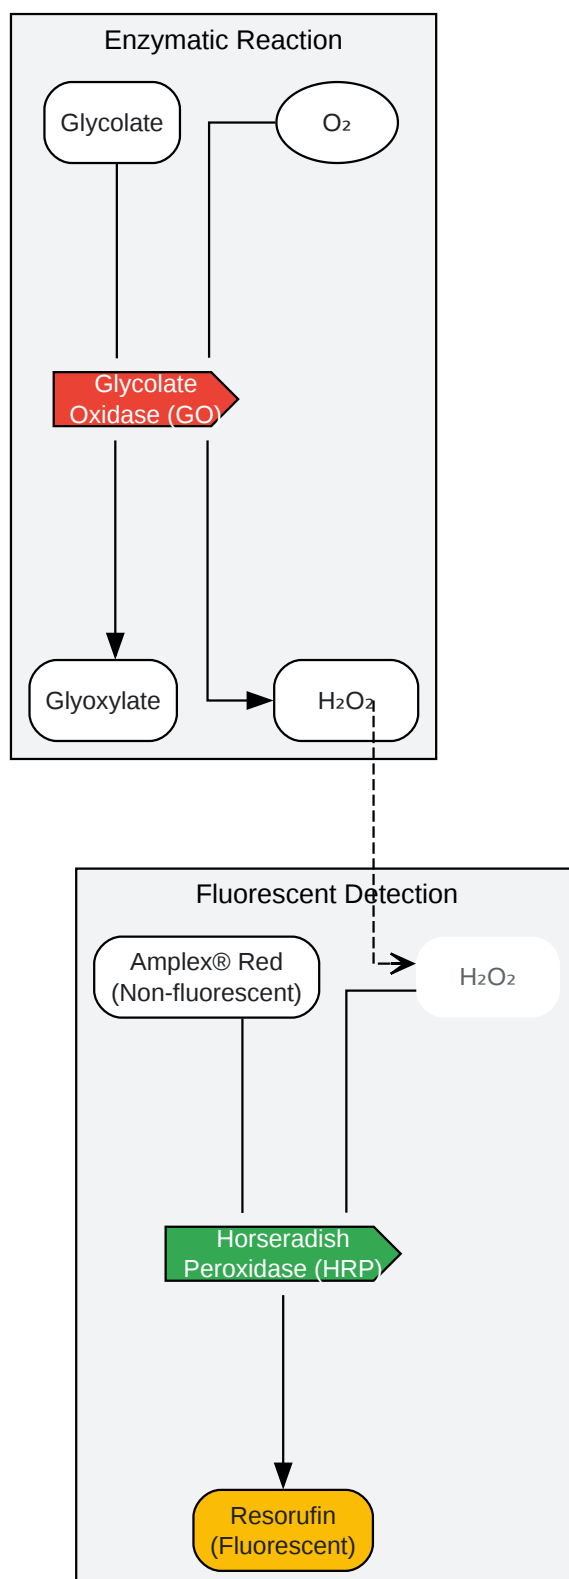 Enzymatic Reaction
Glycolate
O₂
Glycolate
Oxidase (GO)
Glyoxylate
H₂O₂
Fluorescent Detection
Amplex® Red
(Non-fluorescent)
H₂O₂
Horseradish
Peroxidase (HRP)
Resorufin
(Fluorescent)